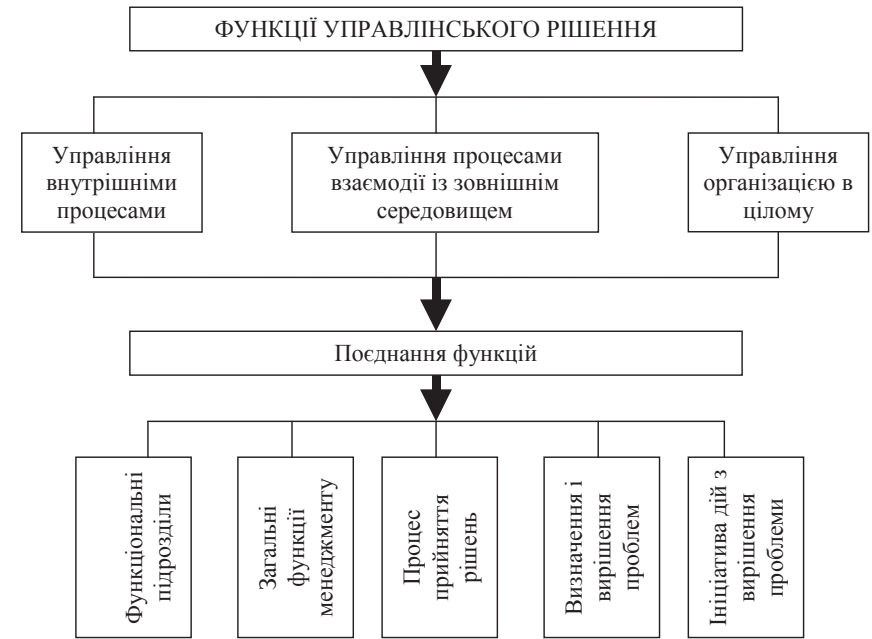 ФУНКЦІЇ УПРАВЛІНСЬКОГО РІШЕННЯ
Управління
внутрішніми
процесами
Управління процесами
взаємодії із зовнішнім
середовищем
Управління
організацією в
цілому
Поєднання функцій
Функціональні
підрозділи
Загальні
функції
менеджменту
Процес
прийняття
рішень
Визначення і
вирішення
проблем
Ініціатива дій з
вирішення
проблеми